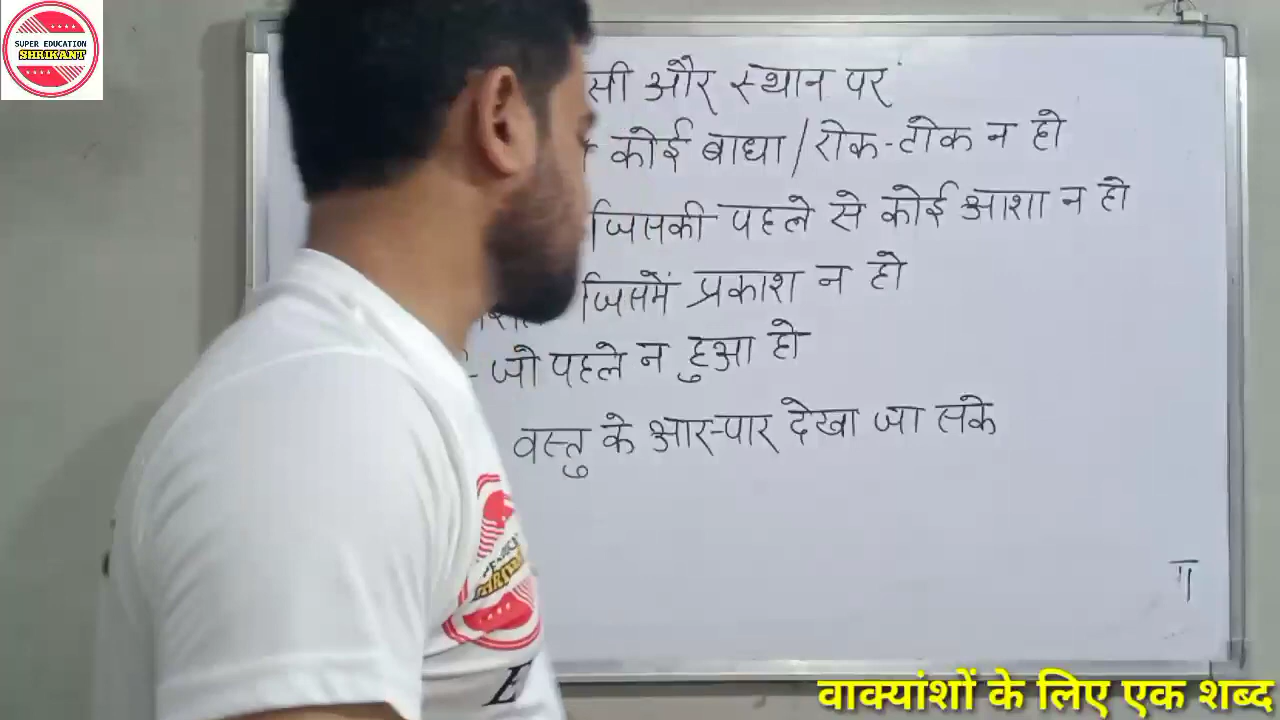 SUPER EDUCATION
SHRIKANT
और स्थान पर
कोई बाधा/रोक-टोक न हो
जिसकी पहले से कोई आशा न हो
जिसमें प्रकाश न हो
- जो पहले न हुआ हो
वस्तु के आर-पार देखा जा सके
वाक्यांशों के लिए एक शब्द